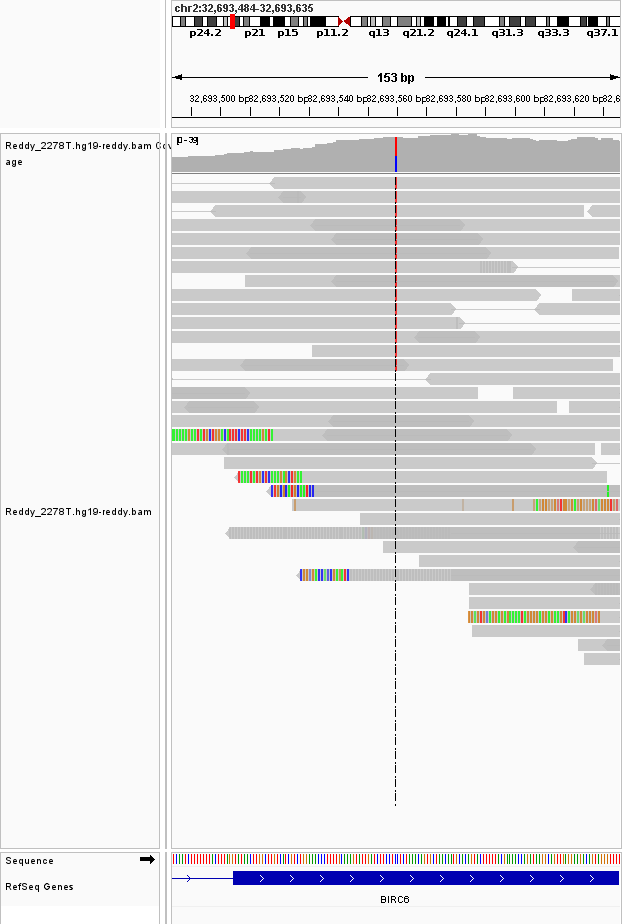 chr2:32,693,484-32,693,635
p24.2 p21 p15 p11.2 q13 q21.2 q24.1 q31.3 q33.3 q37.1
153 bp
32,693,500 bp 32,693,520 bp 32,693,540 bp 32,693,560 bp 32,693,580 bp 32,693,600 bp 32,693,620 bp 32,6
Reddy_2278T.hg19-reddy.bam Cov
age
[0-39]
Reddy_2278T.hg19-reddy.bam
Sequence
RefSeq Genes
BIRC6